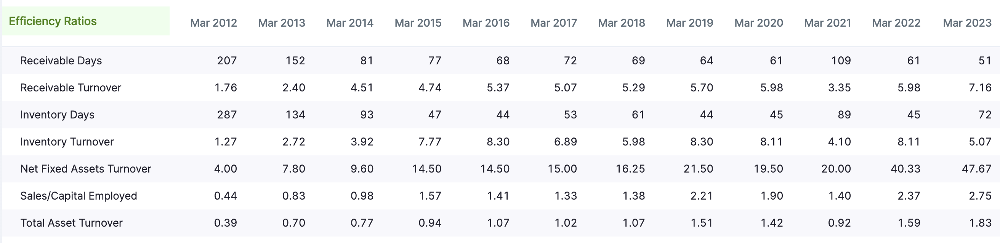 Efficiency Ratios Mar 2012 Mar 2013 Mar 2014 Mar 2015 Mar 2016 Mar 2017 Mar 2018 Mar 2019 Mar 2020 Mar 2021 Mar 2022 Mar 2023
Receivable Days 207 152 81 77 68 72 69 64 61 109 61 51
Receivable Turnover 1.76 2.40 4.51 4.74 5.37 5.07 5.29 5.70 5.98 3.35 5.98 7.16
Inventory Days 287 134 93 47 44 53 61 44 45 89 45 72
Inventory Turnover 1.27 2.72 3.92 7.77 8.30 6.89 5.98 8.30 8.11 4.10 8.11 5.07
Net Fixed Assets Turnover 4.00 7.80 9.60 14.50 14.50 15.00 16.25 21.50 19.50 20.00 40.33 47.67
Sales/Capital Employed 0.44 0.83 0.98 1.57 1.41 1.33 1.38 2.21 1.90 1.40 2.37 2.75
Total Asset Turnover 0.39 0.70 0.77 0.94 1.07 1.02 1.07 1.51 1.42 0.92 1.59 1.83